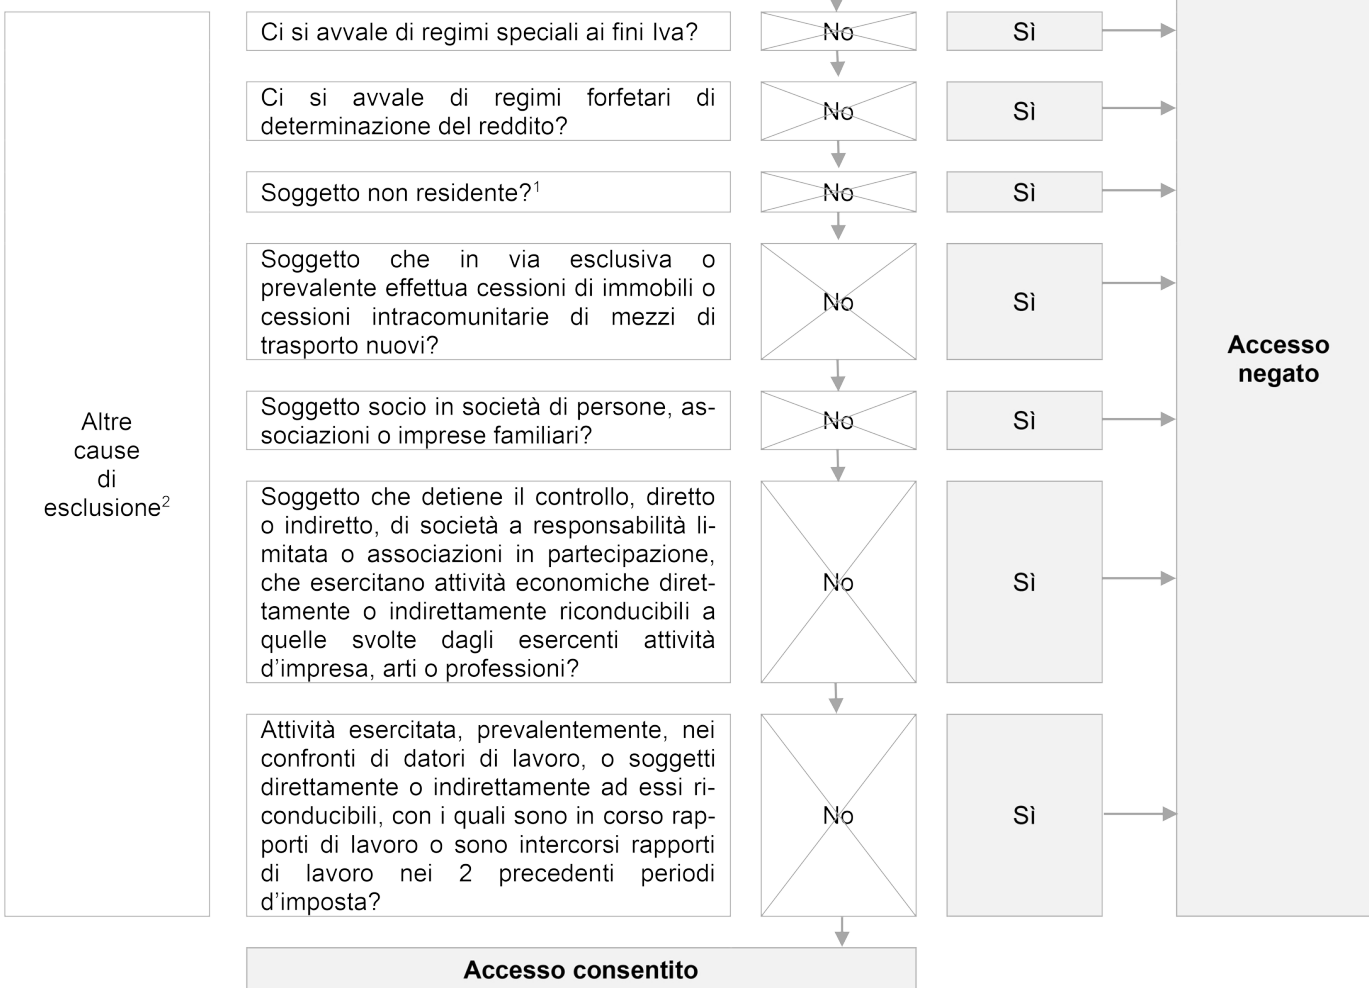 Altre
cause
di
esclusione²
Ci si avvale di regimi speciali ai fini Iva?
No
Sì
Ci si avvale di regimi forfetari di
determinazione del reddito?
No
Sì
Soggetto non residente?¹
No
Sì
Soggetto che in via esclusiva o
prevalente effettua cessioni di immobili o
cessioni intracomunitarie di mezzi di
trasporto nuovi?
No
Sì
Soggetto socio in società di persone, as-
sociazioni o imprese familiari?
No
Sì
Soggetto che detiene il controllo, diretto
o indiretto, di società a responsabilità li-
mitata o associazioni in partecipazione,
che esercitano attività economiche diret-
tamente o indirettamente riconducibili a
quelle svolte dagli esercenti attività
d’impresa, arti o professioni?
No
Sì
Attività esercitata, prevalentemente, nei
confronti di datori di lavoro, o soggetti
direttamente o indirettamente ad essi ri-
conducibili, con i quali sono in corso rap-
porti di lavoro o sono intercorsi rapporti
di lavoro nei 2 precedenti periodi
d’imposta?
No
Sì
Accesso
negato
Accesso consentito